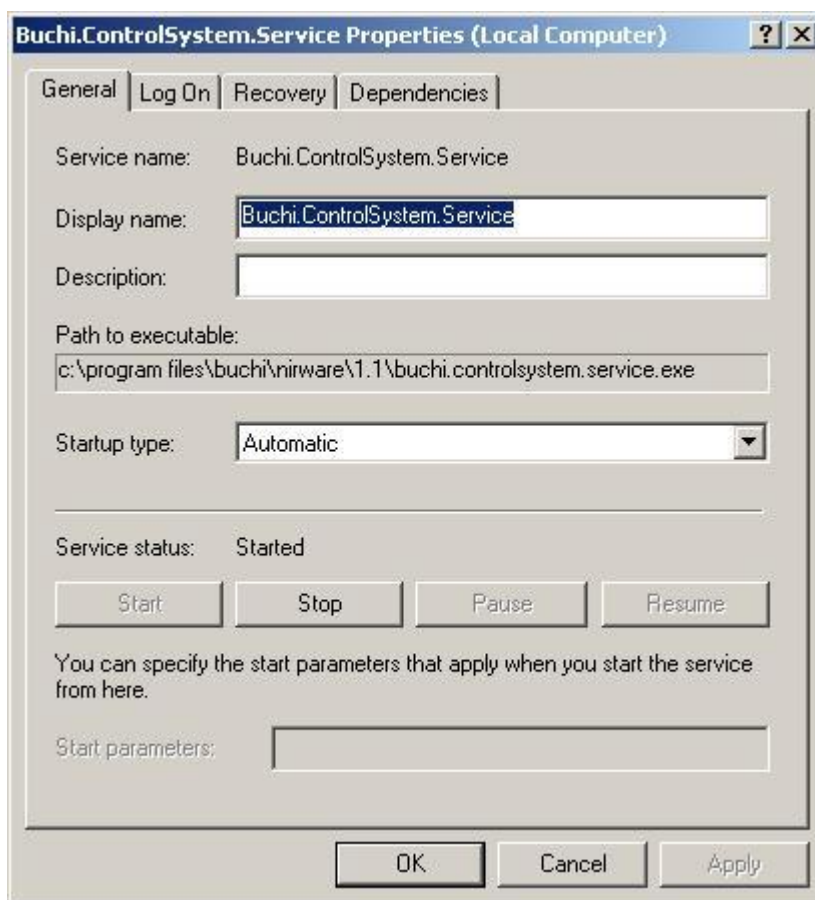 Buchi.ControlSystem.Service Properties (Local Computer)
General Log On Recovery Dependencies
Service name: Buchi.ControlSystem.Service
Display name: Buchi.ControlSystem.Service
Description:
Path to executable:
c:\program files\buchi\nirware\1.1\buchi.controlsystem.service.exe
Startup type: Automatic
Service status: Started
Start Stop Pause Resume
You can specify the start parameters that apply when you start the service
from here.
Start parameters:
OK Cancel Apply